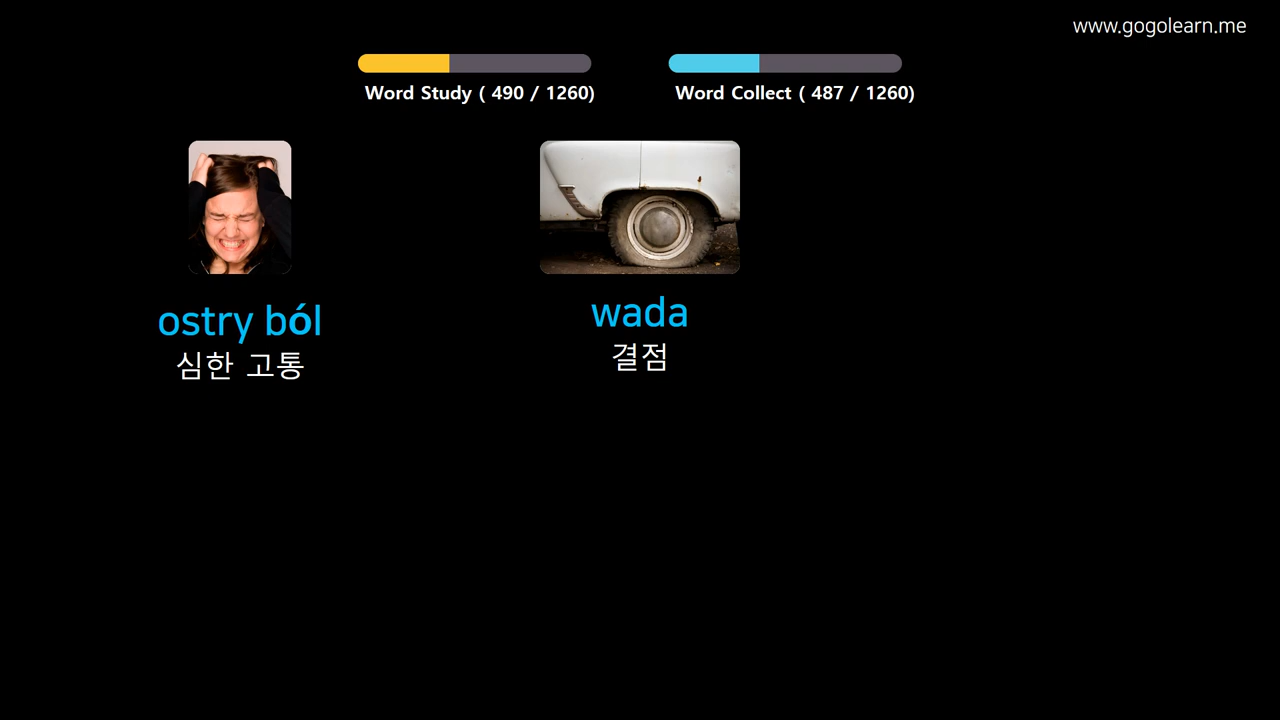 www.gogolearn.me
Word Study ( 490 / 1260)
Word Collect ( 487 / 1260)
ostry ból
심한 고통
wada
결점